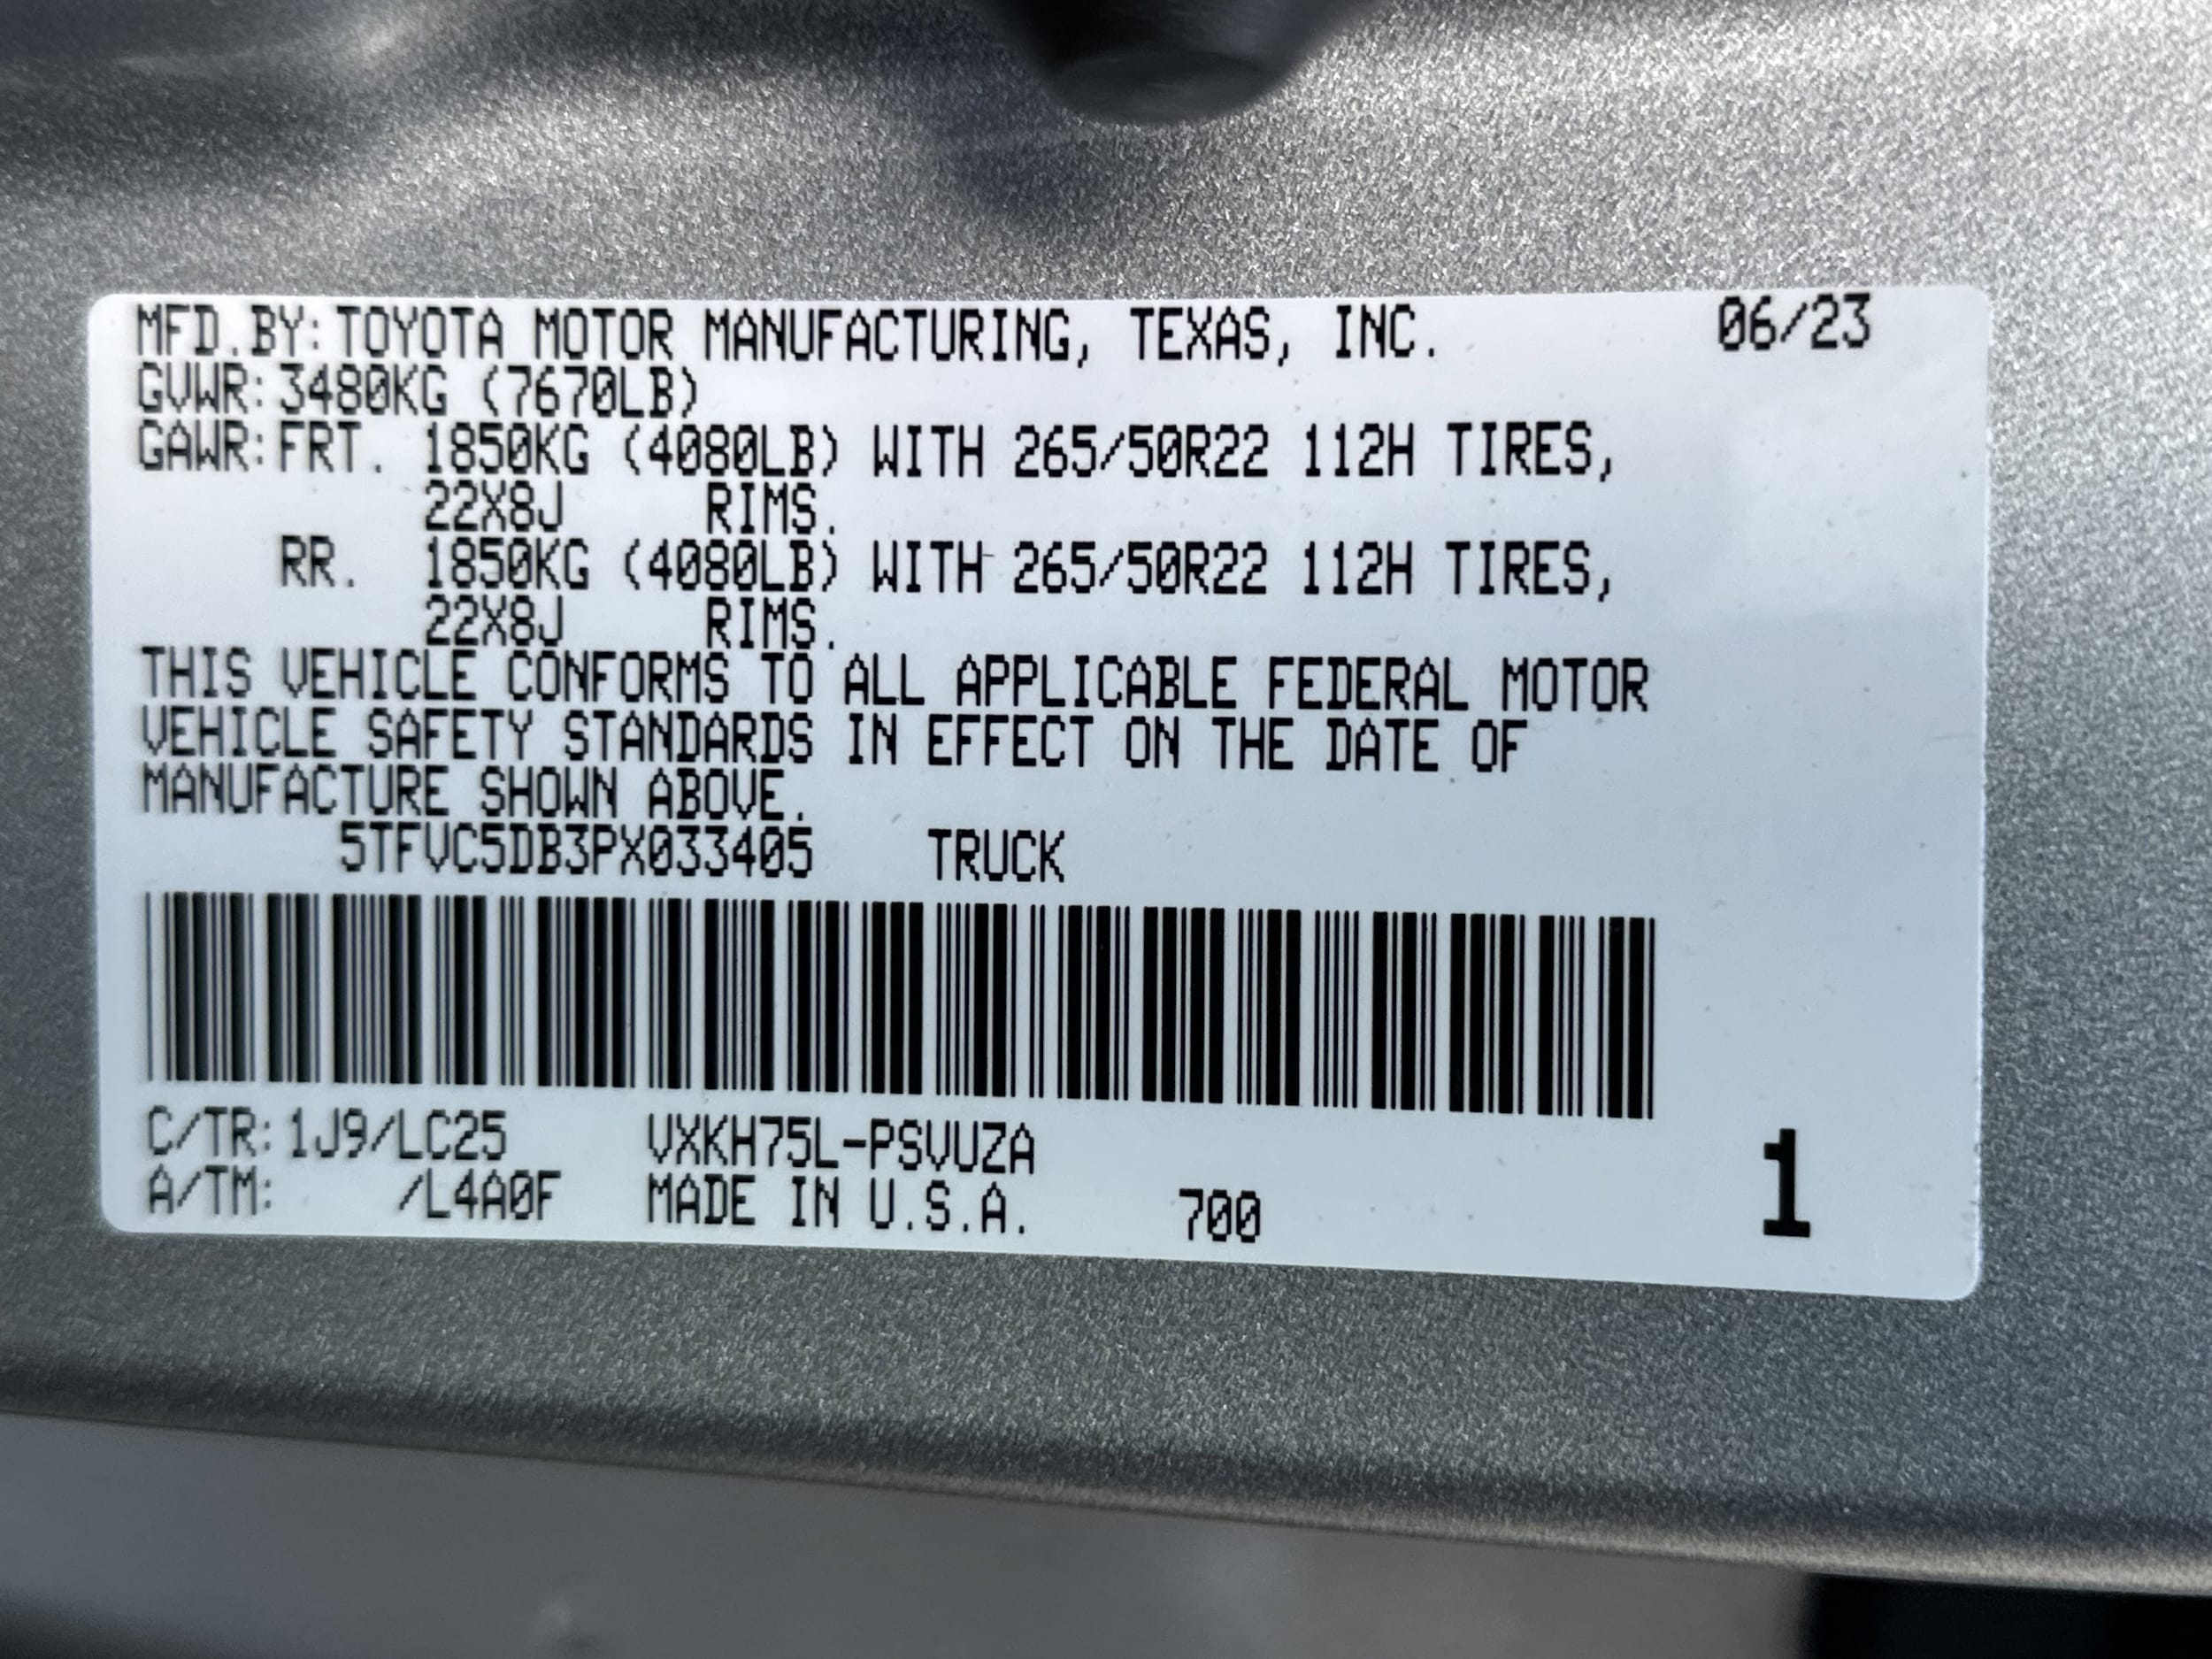 MFD.BY:TOYOTA MOTOR MANUFACTURING, TEXAS, INC. 06/23
GVWR:3480KG (7670LB)
GAWR:FRT. 1850KG (4080LB) WITH 265/50R22 112H TIRES,
22X8J RIMS.
RR. 1850KG (4080LB) WITH 265/50R22 112H TIRES,
22X8J RIMS.
THIS VEHICLE CONFORMS TO ALL APPLICABLE FEDERAL MOTOR
VEHICLE SAFETY STANDARDS IN EFFECT ON THE DATE OF
MANUFACTURE SHOWN ABOVE.
5TFVC5DB3PX033405 TRUCK
C/TR:1J9/LC25 VXKH75L-PSVUZA
A/TM: /L4A0F MADE IN U.S.A. 700 1